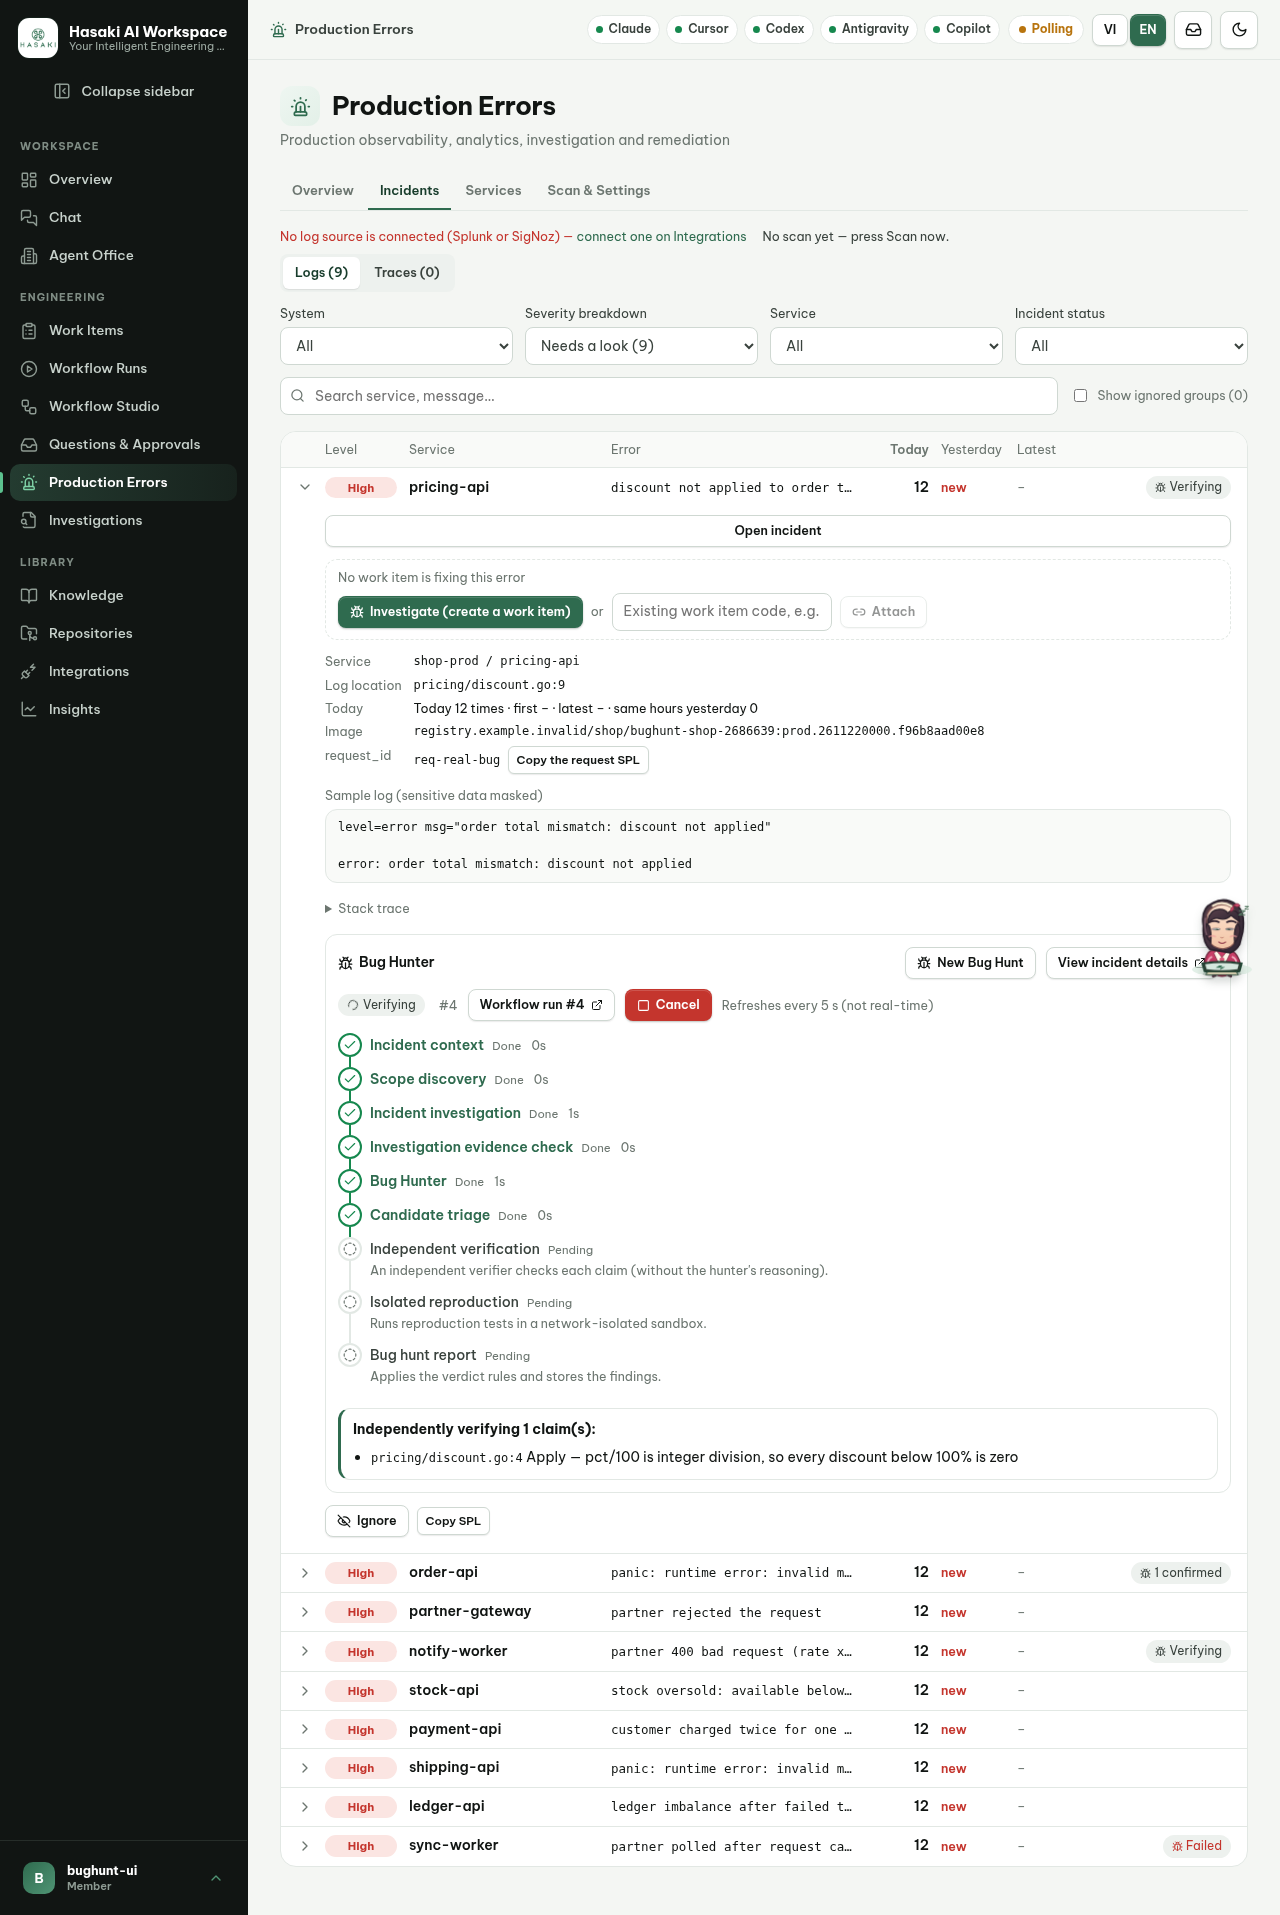 HASAKI
Hasaki AI Workspace
Your Intelligent Engineering ...
Collapse sidebar
WORKSPACE
Overview
Chat
Agent Office
ENGINEERING
Work Items
Workflow Runs
Workflow Studio
Questions & Approvals
Production Errors
Investigations
LIBRARY
Knowledge
Repositories
Integrations
Insights
B
bughunt-ui
Member
Production Errors
Claude
Cursor
Codex
Antigravity
Copilot
Polling
VI
EN
Production Errors
Production observability, analytics, investigation and remediation
Overview Incidents Services Scan & Settings
No log source is connected (Splunk or SigNoz) — connect one on Integrations No scan yet — press Scan now.
Logs (9) Traces (0)
System Severity breakdown Service Incident status
All Needs a look (9) All All
Search service, message... Show ignored groups (0)
Level Service Error Today Yesterday Latest
High pricing-api discount not applied to order t… 12 new – Verifying
Open incident
No work item is fixing this error
Investigate (create a work item) or Existing work item code, e.g. Attach
Service shop-prod / pricing-api
Log location pricing/discount.go:9
Today Today 12 times · first – · latest – · same hours yesterday 0
Image registry.example.invalid/shop/bughunt-shop-2686639:prod.2611220000.f96b8aad00e8
request_id req-real-bug Copy the request SPL
Sample log (sensitive data masked)
level=error msg="order total mismatch: discount not applied"
error: order total mismatch: discount not applied
Stack trace
Bug Hunter New Bug Hunt View incident details
Verifying #4 Workflow run #4 Cancel Refreshes every 5 s (not real-time)
Incident context Done 0s
Scope discovery Done 0s
Incident investigation Done 1s
Investigation evidence check Done 0s
Bug Hunter Done 1s
Candidate triage Done 0s
Independent verification Pending
An independent verifier checks each claim (without the hunter's reasoning).
Isolated reproduction Pending
Runs reproduction tests in a network-isolated sandbox.
Bug hunt report Pending
Applies the verdict rules and stores the findings.
Independently verifying 1 claim(s):
• pricing/discount.go:4 Apply — pct/100 is integer division, so every discount below 100% is zero
Ignore Copy SPL
High order-api panic: runtime error: invalid m… 12 new – 1 confirmed
High partner-gateway partner rejected the request 12 new –
High notify-worker partner 400 bad request (rate x… 12 new – Verifying
High stock-api stock oversold: available below… 12 new –
High payment-api customer charged twice for one … 12 new –
High shipping-api panic: runtime error: invalid m… 12 new –
High ledger-api ledger imbalance after failed t… 12 new –
High sync-worker partner polled after request ca… 12 new – Failed